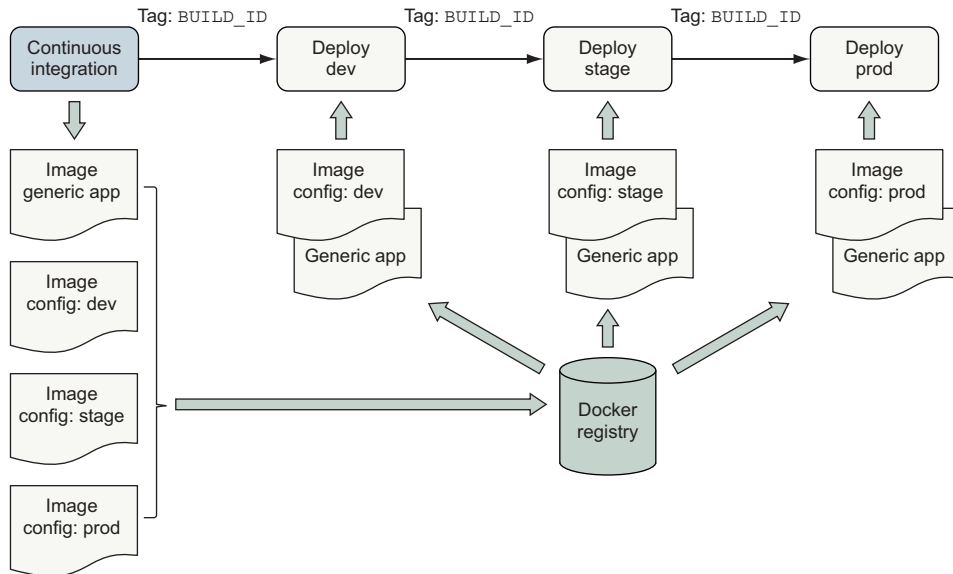 Tag: BUILD_ID
Tag: BUILD_ID
Tag: BUILD_ID
Continuous
integration
Deploy
dev
Deploy
stage
Deploy
prod
Image
generic app
Image
config: dev
Generic app
Image
config: stage
Generic app
Image
config: prod
Generic app
Image
config: dev
Image
config: stage
Docker
registry
Image
config: prod